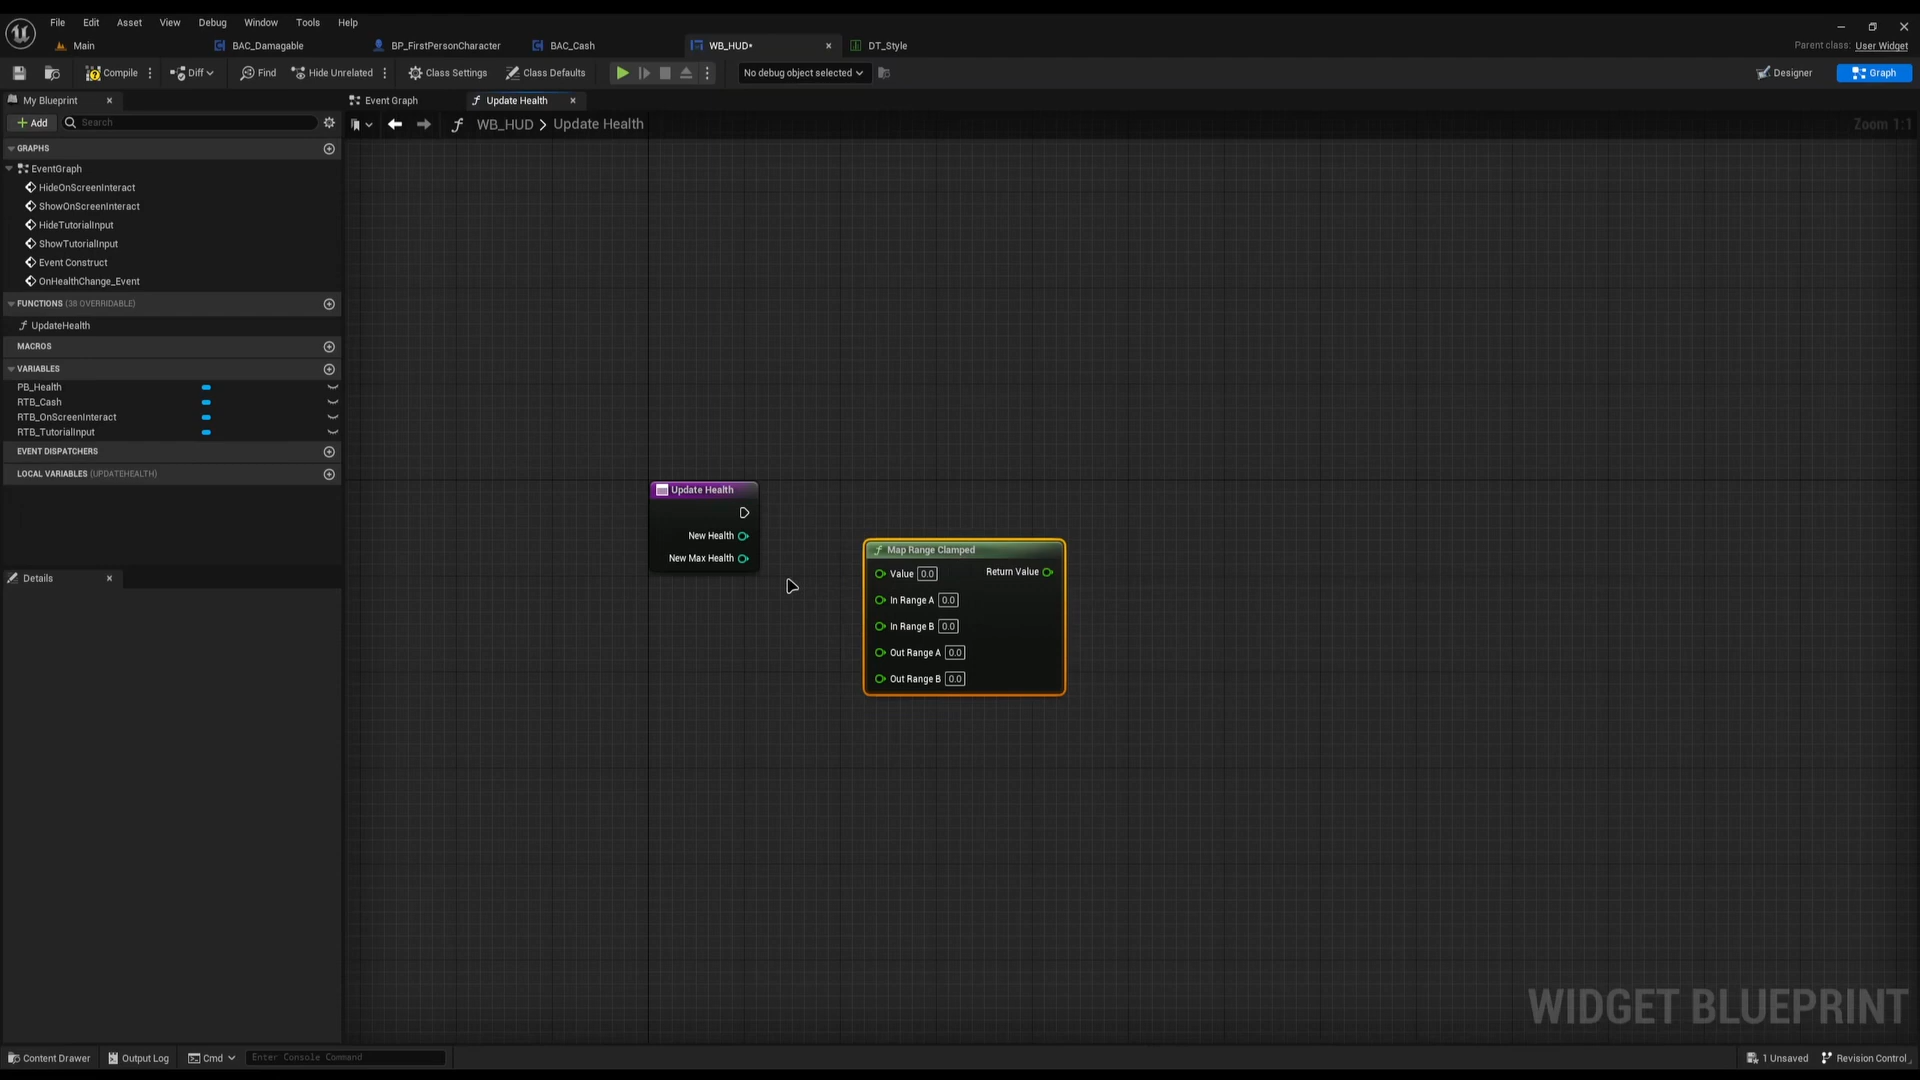 File Edit Asset View Debug Window Tools Help
Main BAC_Damagable BP_FirstPersonCharacter BAC_Cash WB_HUD• DT_Style
Parent class: User Widget
Compile Diff Find Hide Unrelated Class Settings Class Defaults No debug object selected Designer Graph
My Blueprint Event Graph Update Health
Add Search WB_HUD > Update Health Zoom 1:1
GRAPHS
EventGraph
HideOnScreenInteract
ShowOnScreenInteract
HideTutorialInput
ShowTutorialInput
Event Construct
OnHealthChange_Event
FUNCTIONS (38 OVERRIDABLE)
UpdateHealth
MACROS
VARIABLES
PB_Health
RTB_Cash
RTB_OnScreenInteract
RTB_TutorialInput
EVENT DISPATCHERS
LOCAL VARIABLES (UPDATEHEALTH)
Details
Update Health
New Health
New Max Health
Map Range Clamped
Value 0.0 Return Value
In Range A 0.0
In Range B 0.0
Out Range A 0.0
Out Range B 0.0
WIDGET BLUEPRINT
Content Drawer Output Log Cmd Enter Console Command 1 Unsaved Revision Control